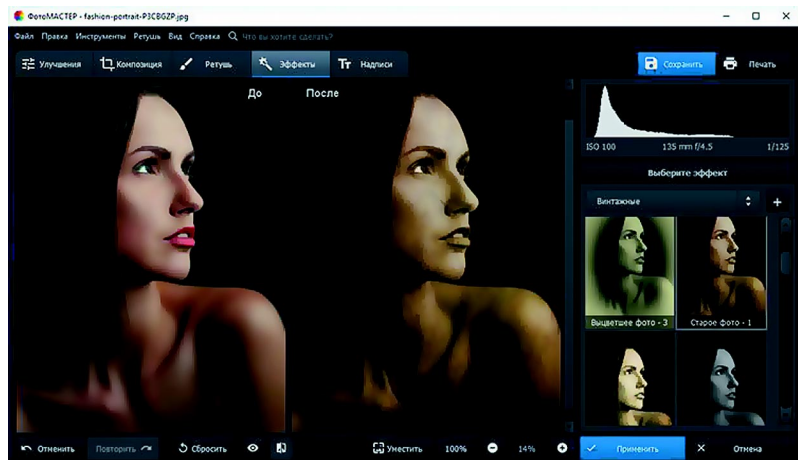 ФотоМАСТЕР - fashion-portrait-P3CBGZP.jpg
Файл Правка Инструменты Ретушь Вид Справка Что вы хотите сделать?
Улучшения Композиция Ретушь Эффекты Надписи Сохранить Печать
До После
ISO 100 135 mm f/4.5 1/125
Выберите эффект
Винтажные
Выцветшее фото - 3 Старое фото - 1
Отменить Повторить Сбросить Уместить 100% 14% Применить Отмена